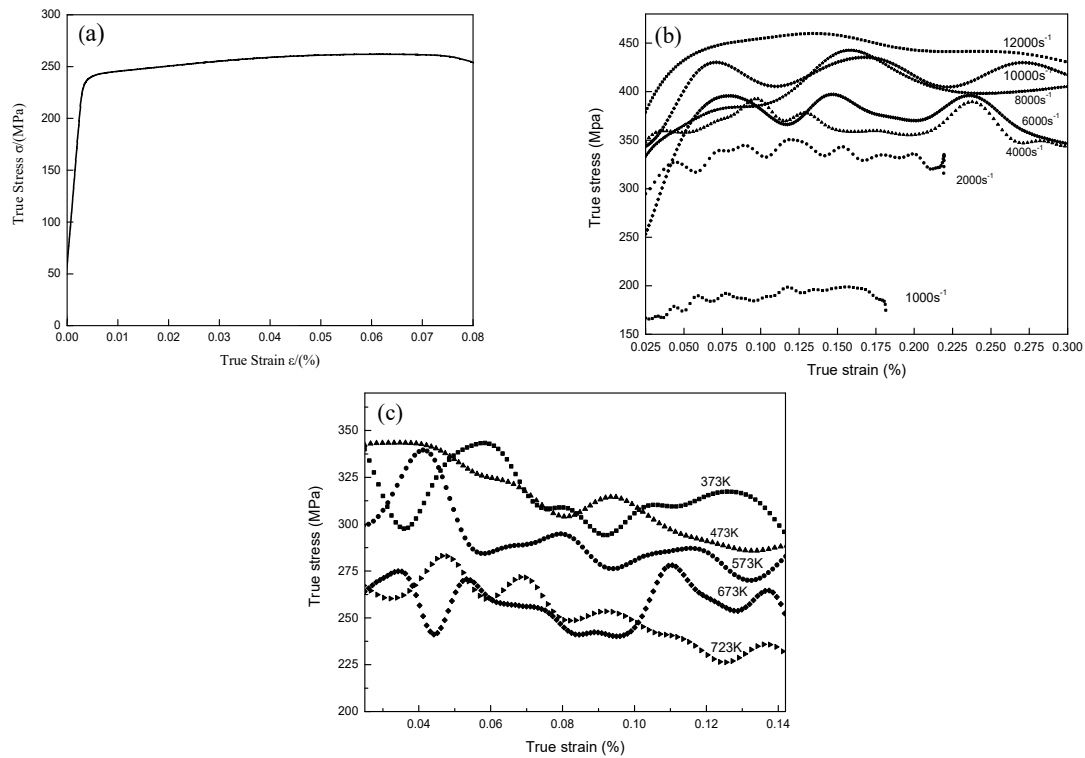 (a)
300
250
200
150
100
50
0
True Stress σ/(MPa)
0.00 0.01 0.02 0.03 0.04 0.05 0.06 0.07 0.08
True Strain ε/(%)
(b)
450
400
350
300
250
200
150
True stress (Mpa)
12000s⁻¹
10000s⁻¹
8000s⁻¹
6000s⁻¹
4000s⁻¹
2000s⁻¹
1000s⁻¹
0.025 0.050 0.075 0.100 0.125 0.150 0.175 0.200 0.225 0.250 0.275 0.300
True strain (%)
(c)
350
325
300
275
250
225
200
True stress (MPa)
373K
473K
573K
673K
723K
0.04 0.06 0.08 0.10 0.12 0.14
True strain (%)